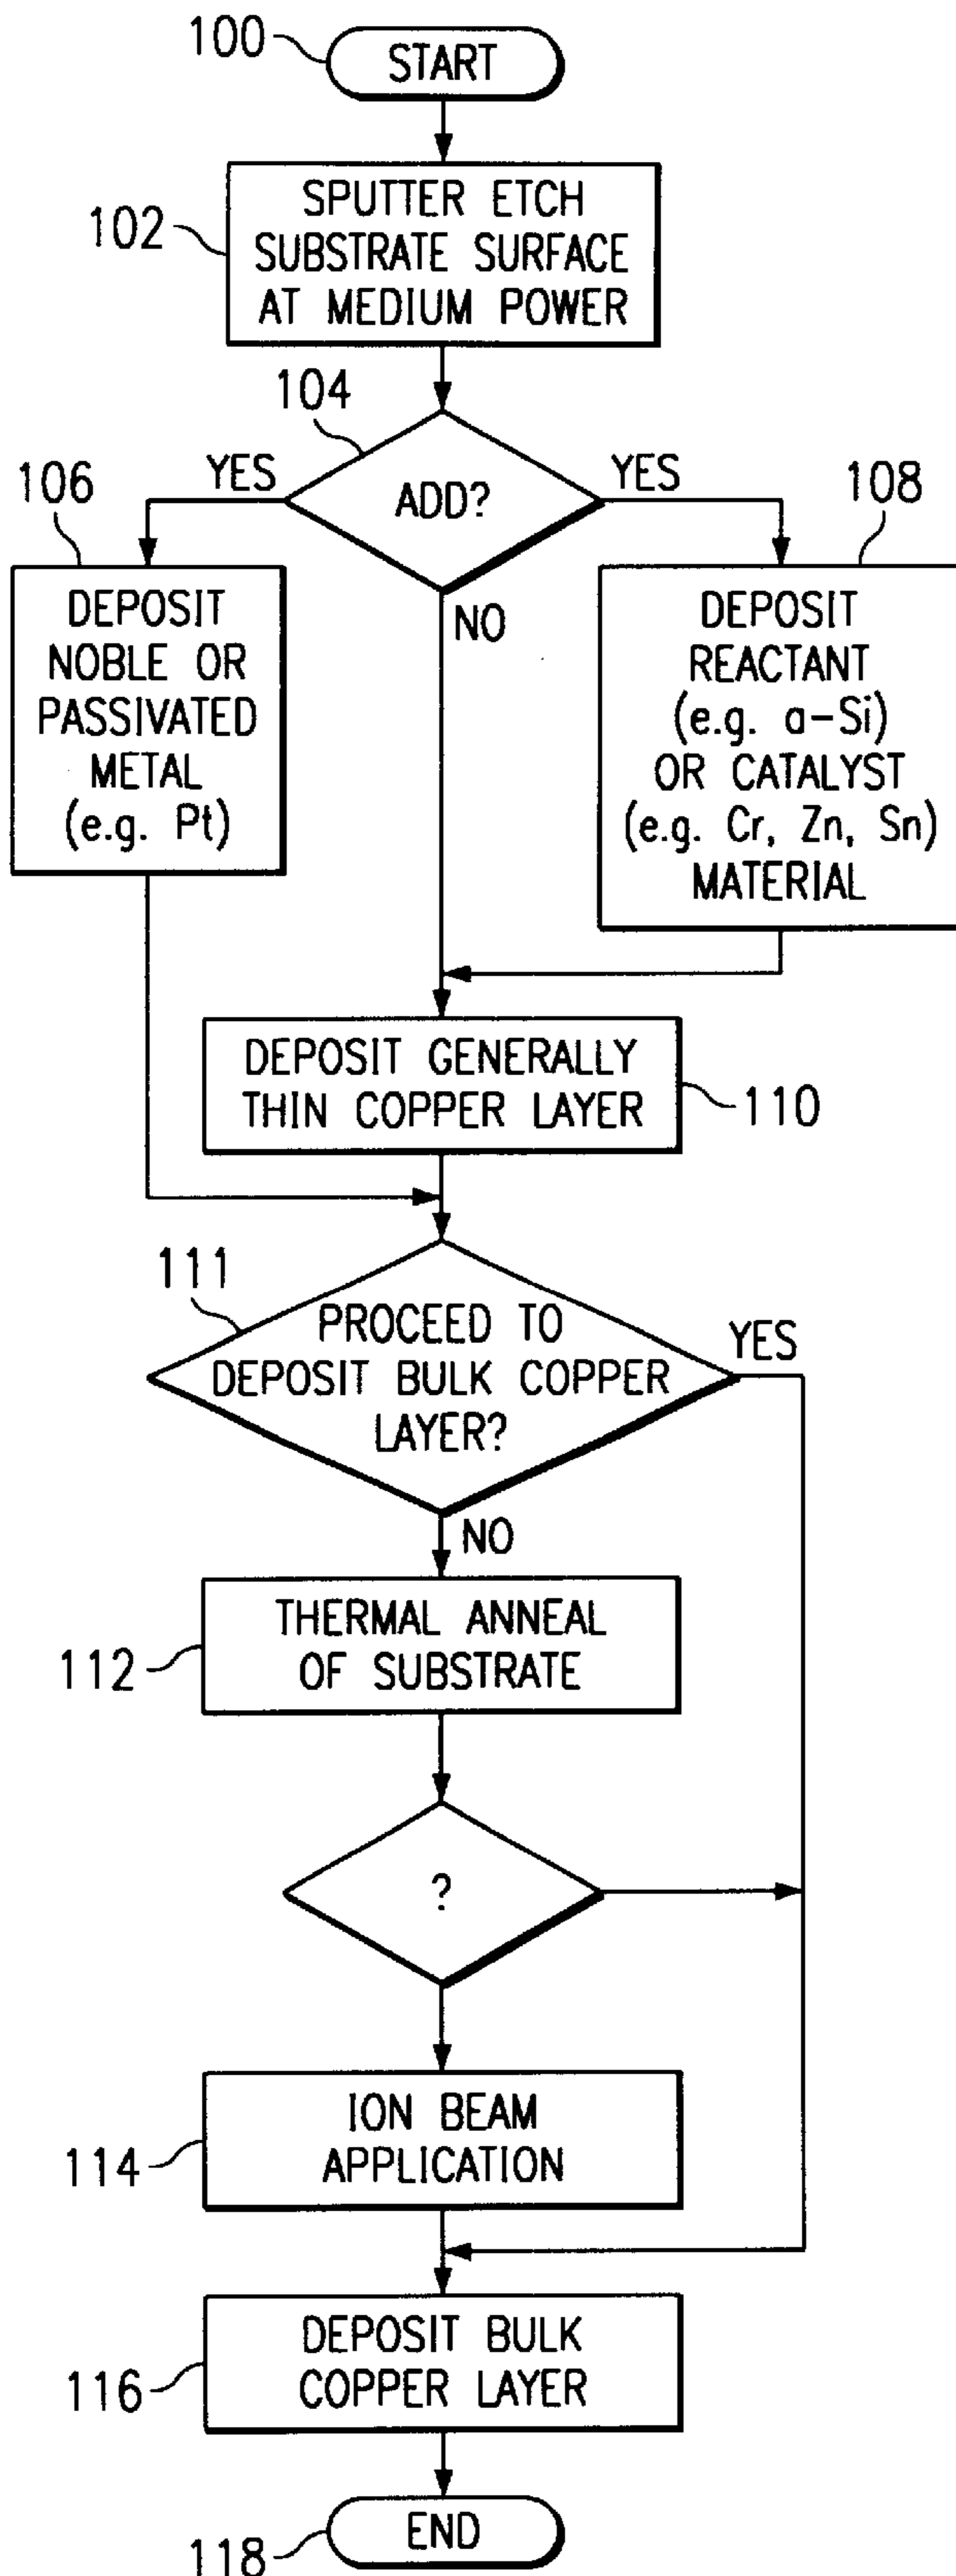 100
START
SPUTTER ETCH
SUBSTRATE SURFACE
AT MEDIUM POWER
102
104
ADD?
YES
YES
NO
106
DEPOSIT
NOBLE OR
PASSIVATED
METAL
(e.g. Pt)
108
DEPOSIT
REACTANT
(e.g. a-Si)
OR CATALYST
(e.g. Cr, Zn, Sn)
MATERIAL
DEPOSIT GENERALLY
THIN COPPER LAYER
110
111
PROCEED TO
DEPOSIT BULK COPPER
LAYER?
YES
NO
THERMAL ANNEAL
OF SUBSTRATE
112
?
ION BEAM
APPLICATION
114
DEPOSIT BULK
COPPER LAYER
116
END
118